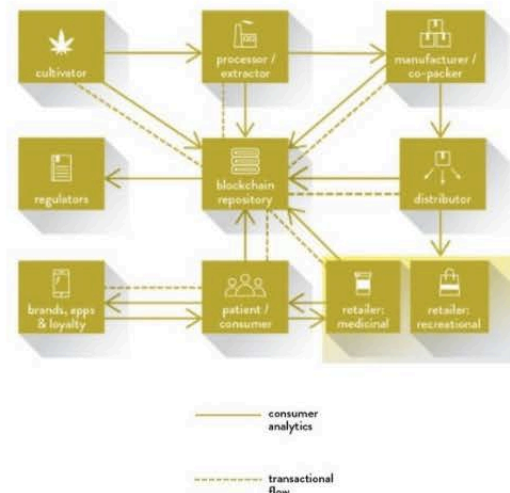 cultivator
processor /
extractor
manufacturer /
co-packer
regulators
blockchain
repository
distributor
brands, apps
& loyalty
patient /
consumer
retailer:
medicinal
retailer:
recreational
consumer
analytics
transactional
flow